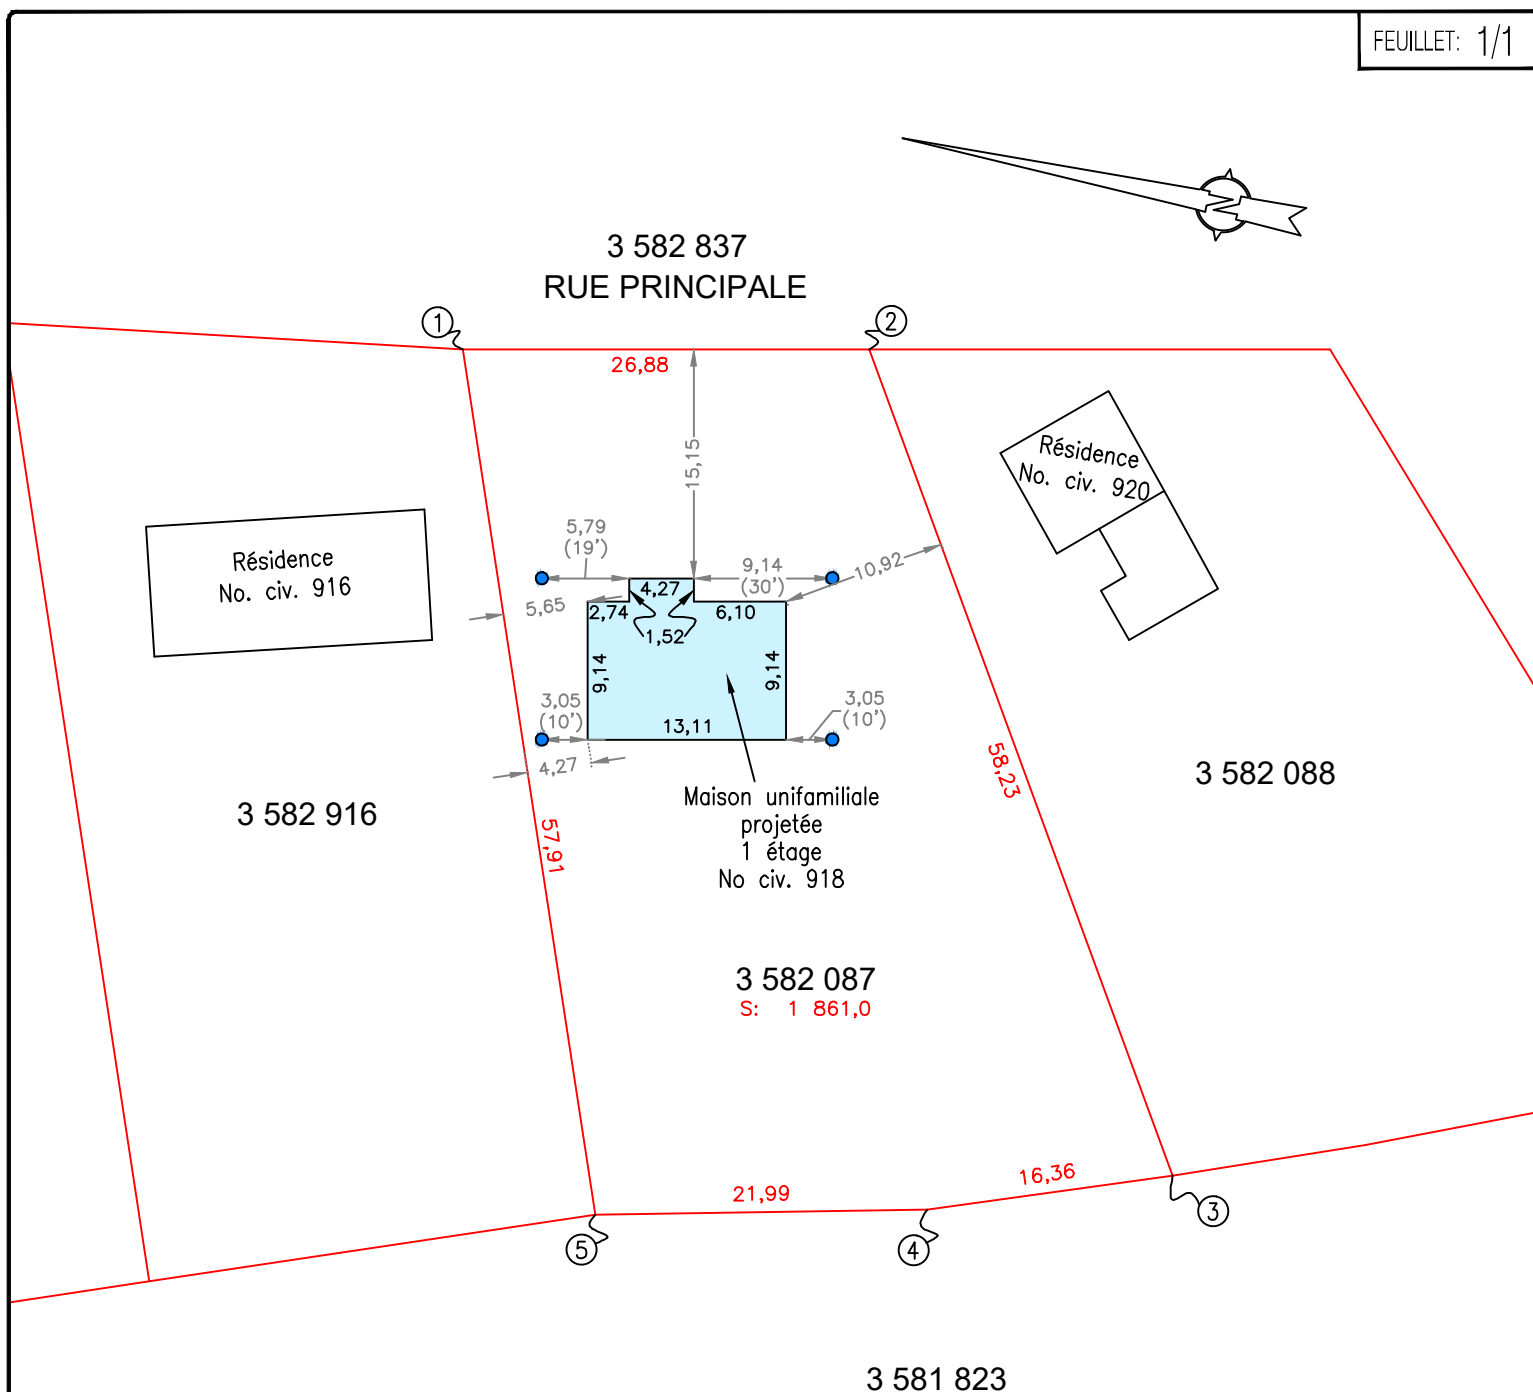 FEUILLET: 1/1
3 582 837
RUE PRINCIPALE
1
2
26,88
15,15
Résidence
No. civ. 920
Résidence
No. civ. 916
5,79
(19')
9,14
(30')
10,92
4,27
5,65
2,74
6,10
1,52
9,14
9,14
3,05
(10')
13,11
3,05
(10')
4,27
58,23
3 582 088
Maison unifamiliale
projetée
1 étage
No civ. 918
3 582 916
57,91
3 582 087
S: 1 861,0
16,36
21,99
3
5
4
3 581 823